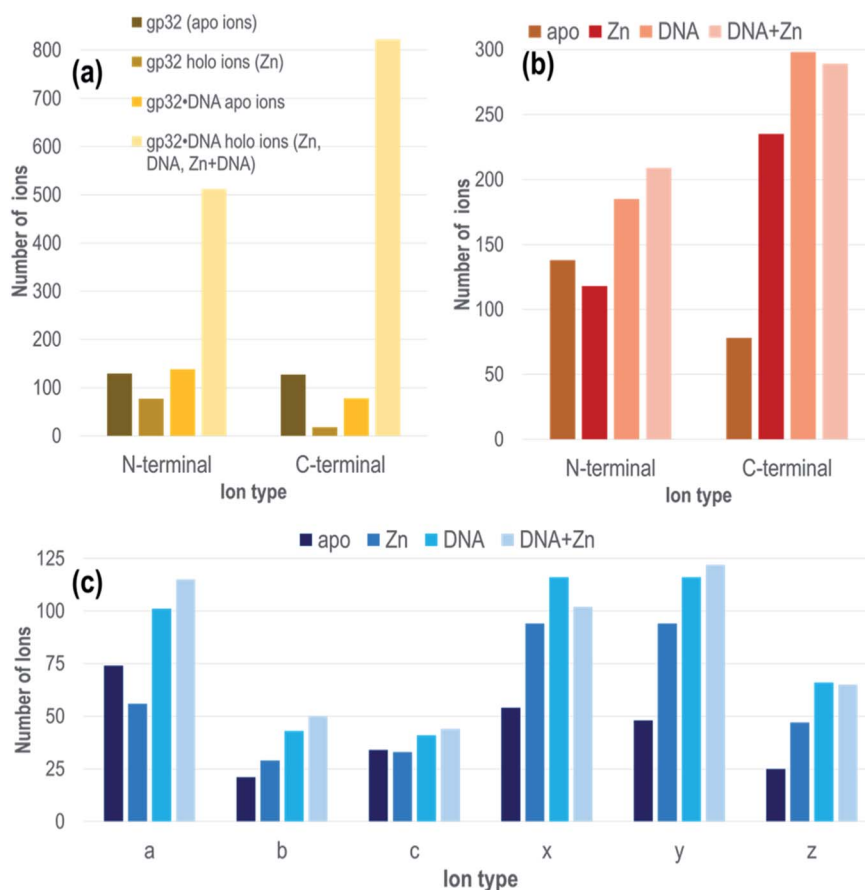 (a)
gp32 (apo ions)
gp32 holo ions (Zn)
gp32•DNA apo ions
gp32•DNA holo ions (Zn,
DNA, Zn+DNA)
Number of ions
800
700
600
500
400
300
200
100
0
N-terminal C-terminal
Ion type
(b)
apo Zn DNA DNA+Zn
Number of ions
300
250
200
150
100
50
0
N-terminal C-terminal
Ion type
(c)
apo Zn DNA DNA+Zn
Number of Ions
125
100
75
50
25
0
a b c x y z
Ion type